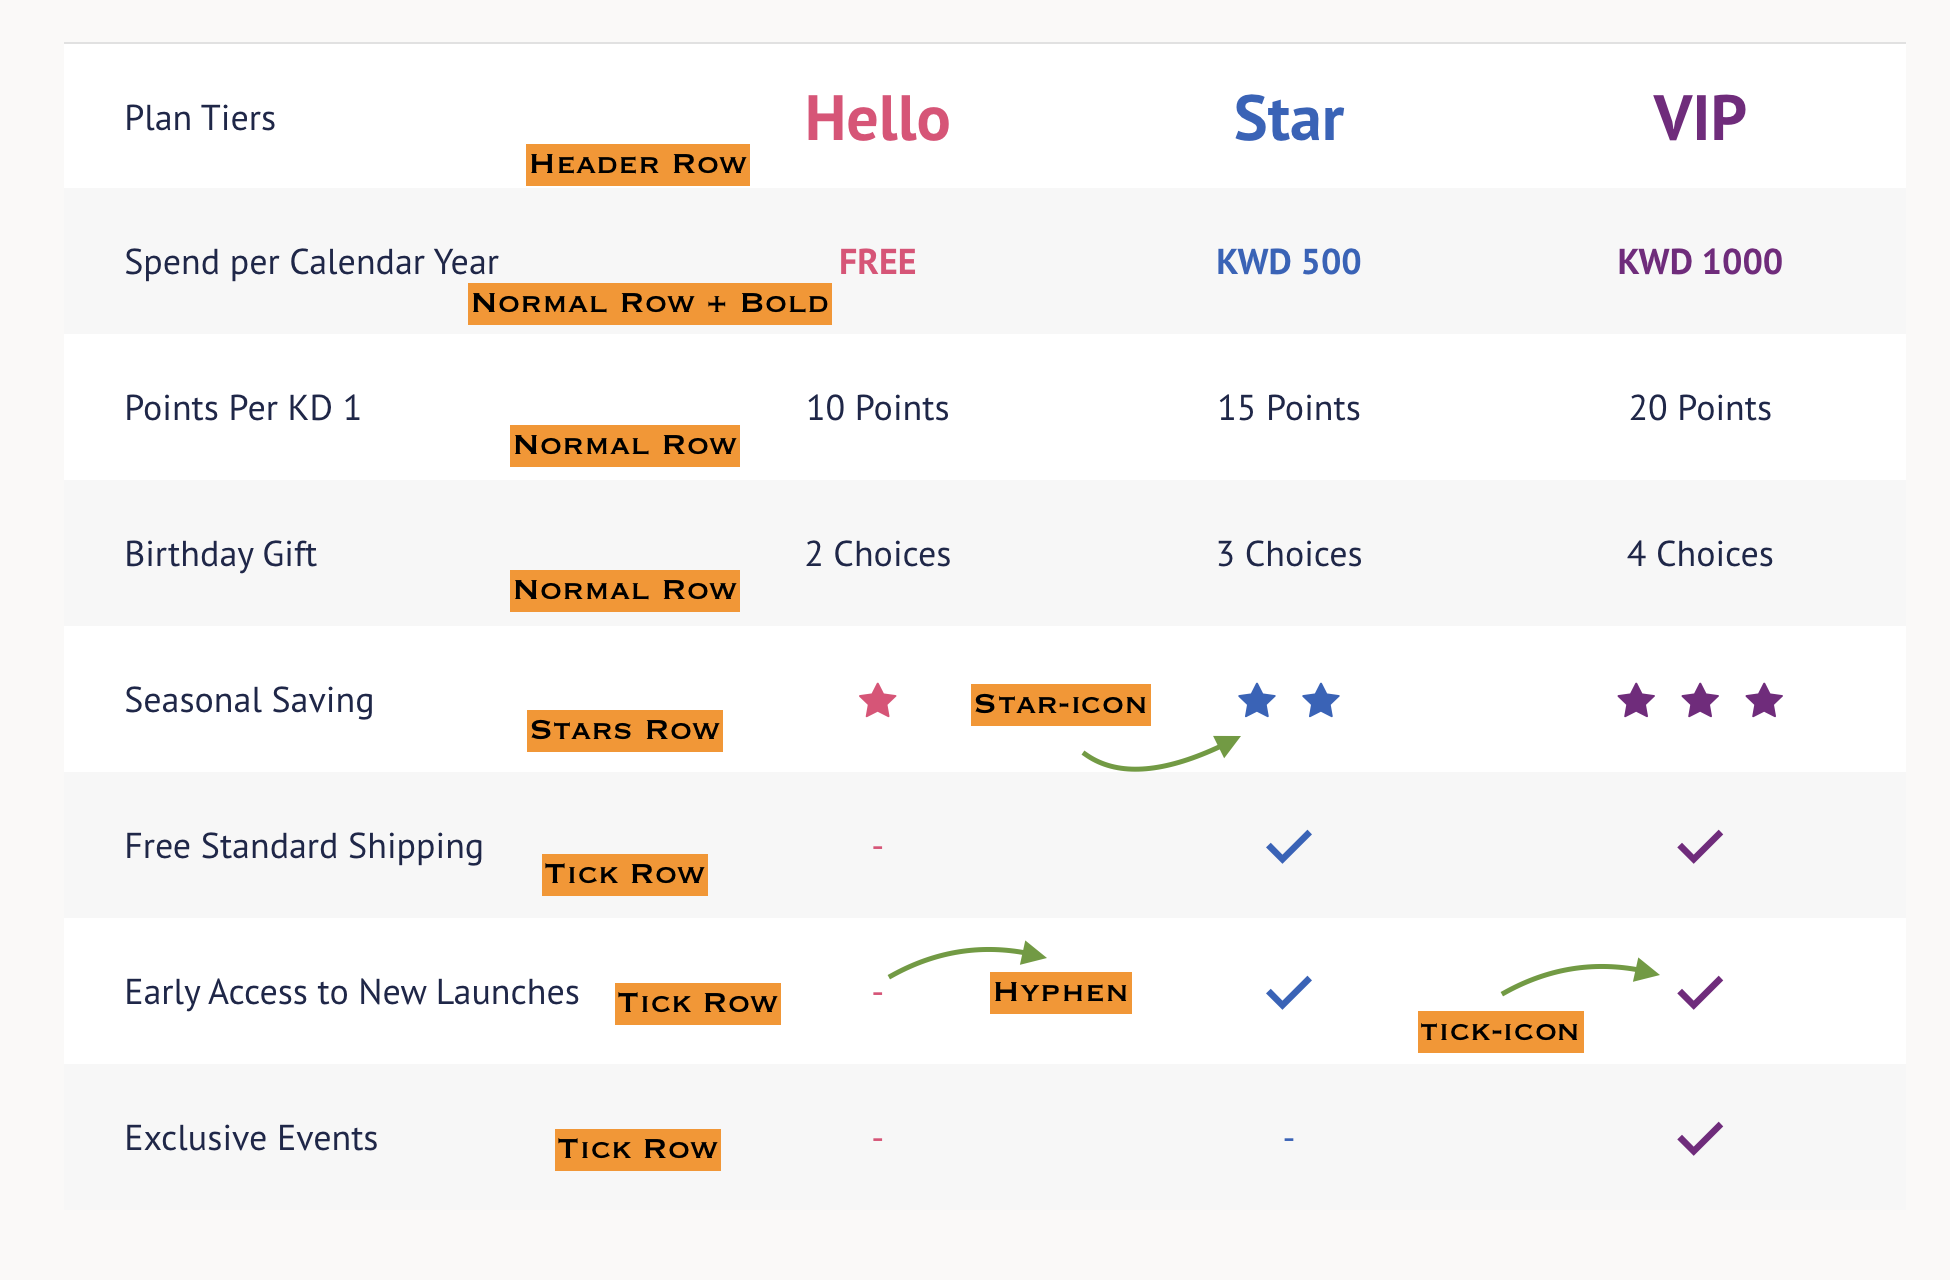 Plan Tiers Hello Star VIP
Header Row
Spend per Calendar Year FREE KWD 500 KWD 1000
Normal Row + Bold
Points Per KD 1 10 Points 15 Points 20 Points
Normal Row
Birthday Gift 2 Choices 3 Choices 4 Choices
Normal Row
Seasonal Saving Star-icon
Stars Row
Free Standard Shipping -
Tick Row
Early Access to New Launches Tick Row - Hyphen
tick-icon
Exclusive Events - -
Tick Row